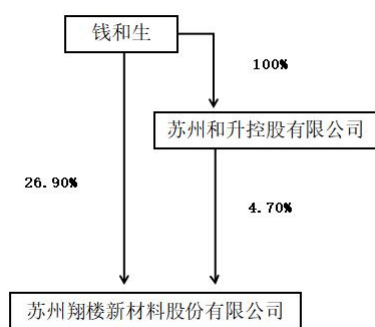 钱和生
100%
苏州和升控股有限公司
26.90%
4.70%
苏州翔楼新材料股份有限公司